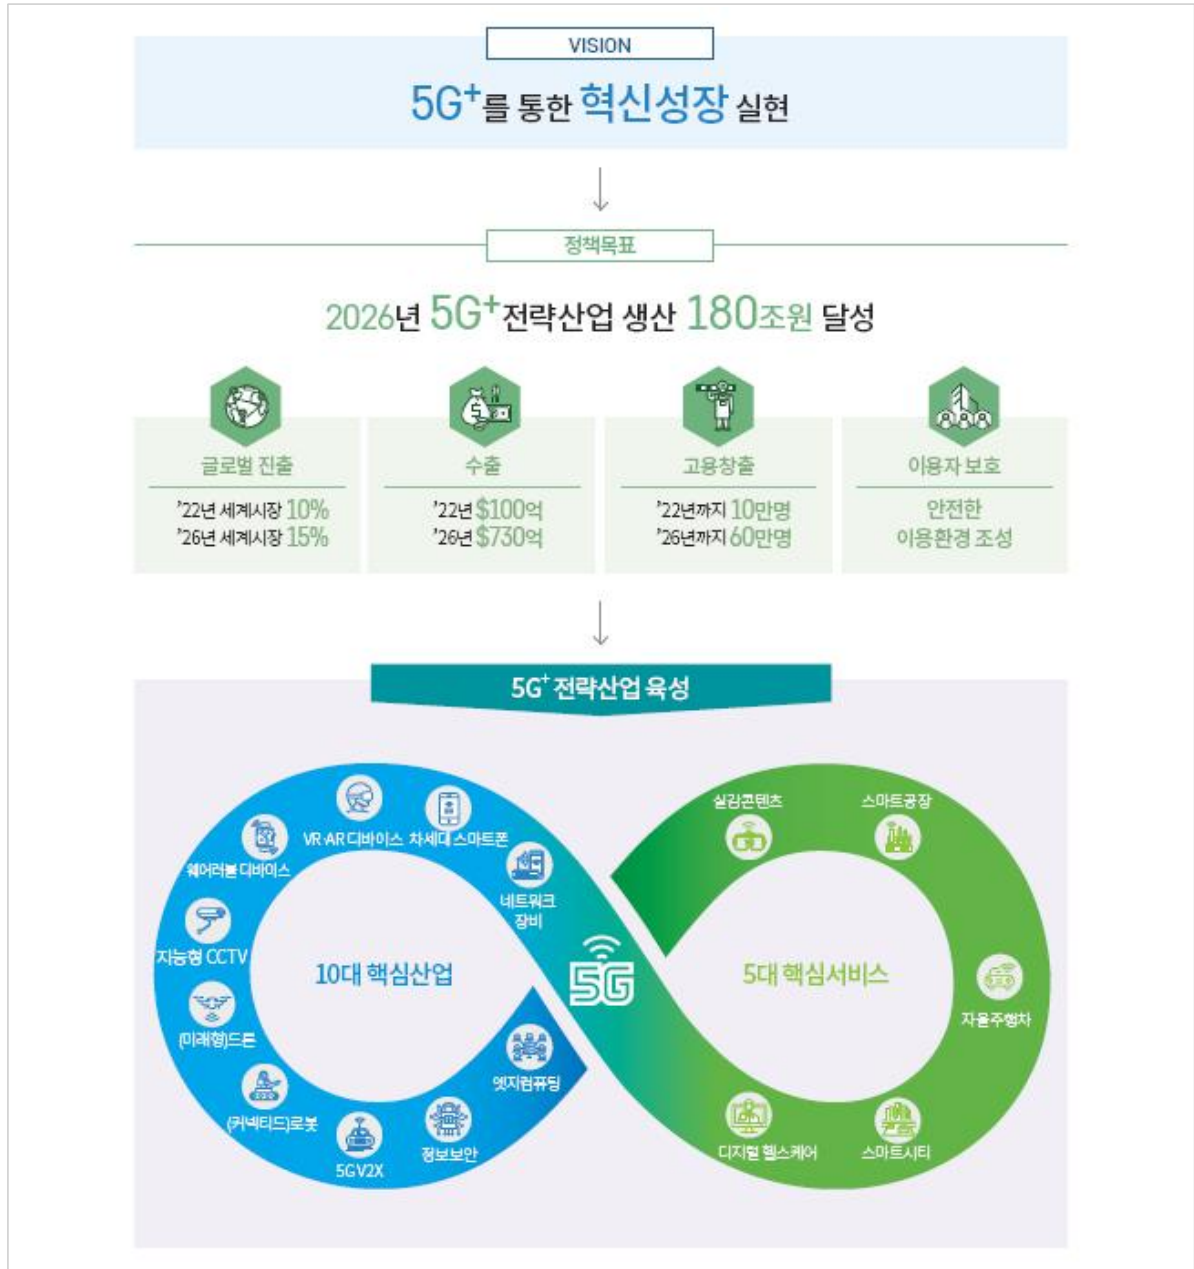 VISION
5G+를 통한 혁신성장 실현
정책목표
2026년 5G+전략산업 생산 180조원 달성
글로벌 진출
'22년 세계시장 10%
'26년 세계시장 15%
수출
'22년 $100억
'26년 $730억
고용창출
'22년까지 10만명
'26년까지 60만명
이용자 보호
안전한
이용환경 조성
5G+ 전략산업 육성
10대 핵심산업
네트워크
장비
차세대 스마트폰
VR·AR 디바이스
웨어러블 디바이스
지능형 CCTV
(미래형)드론
(커넥티드)로봇
5G V2X
정보보안
엣지컴퓨팅
5G
5대 핵심서비스
실감콘텐츠
스마트공장
자율주행차
스마트시티
디지털 헬스케어